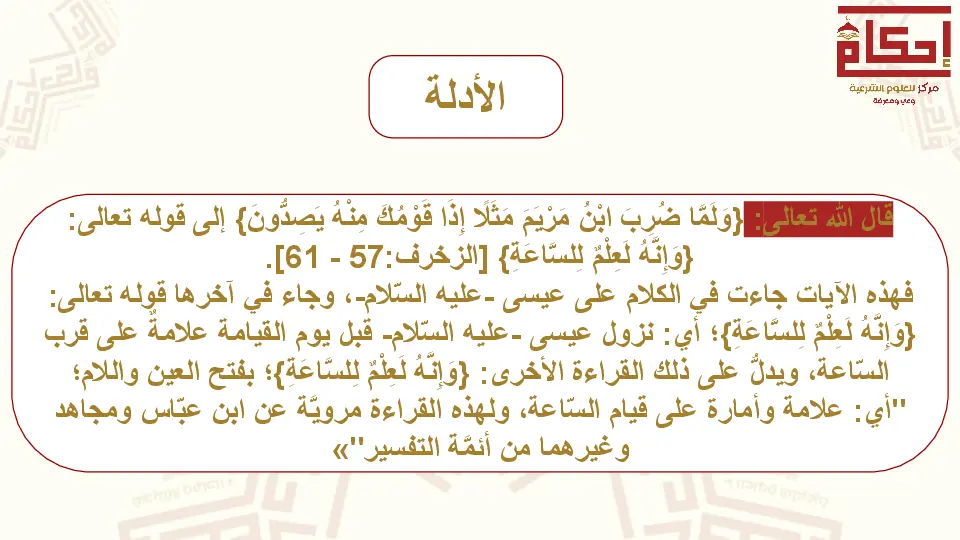 إحكام
مركز للعلوم الشرعية
وعي ومعرفة
الأدلة
قال الله تعالى: {وَلَمَّا ضُرِبَ ابْنُ مَرْيَمَ مَثَلًا إِذَا قَوْمُكَ مِنْهُ يَصِدُّونَ} إلى قوله تعالى:
{وَإِنَّهُ لَعِلْمٌ لِلسَّاعَةِ} [الزخرف:57 - 61].
فهذه الآيات جاءت في الكلام على عيسى -عليه السّلام-، وجاء في آخرها قوله تعالى:
{وَإِنَّهُ لَعِلْمٌ لِلسَّاعَةِ}؛ أي: نزول عيسى -عليه السّلام- قبل يوم القيامة علامةٌ على قرب
السّاعة، ويدلُّ على ذلك القراءة الأخرى: {وَإِنَّهُ لَعِلْمٌ لِلسَّاعَةِ}؛ بفتح العين واللام؛
"أي: علامة وأمارة على قيام السّاعة، ولهذه القراءة مرويَّة عن ابن عبّاس ومجاهد
وغيرهما من أئمَّة التفسير"»